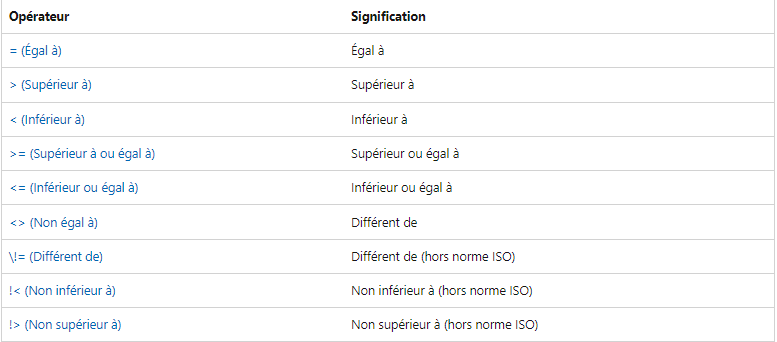 Opérateur Signification
= (Égal à) Égal à
> (Supérieur à) Supérieur à
< (Inférieur à) Inférieur à
>= (Supérieur à ou égal à) Supérieur ou égal à
<= (Inférieur ou égal à) Inférieur ou égal à
<> (Non égal à) Différent de
\!= (Différent de) Différent de (hors norme ISO)
!< (Non inférieur à) Non inférieur à (hors norme ISO)
!> (Non supérieur à) Non supérieur à (hors norme ISO)